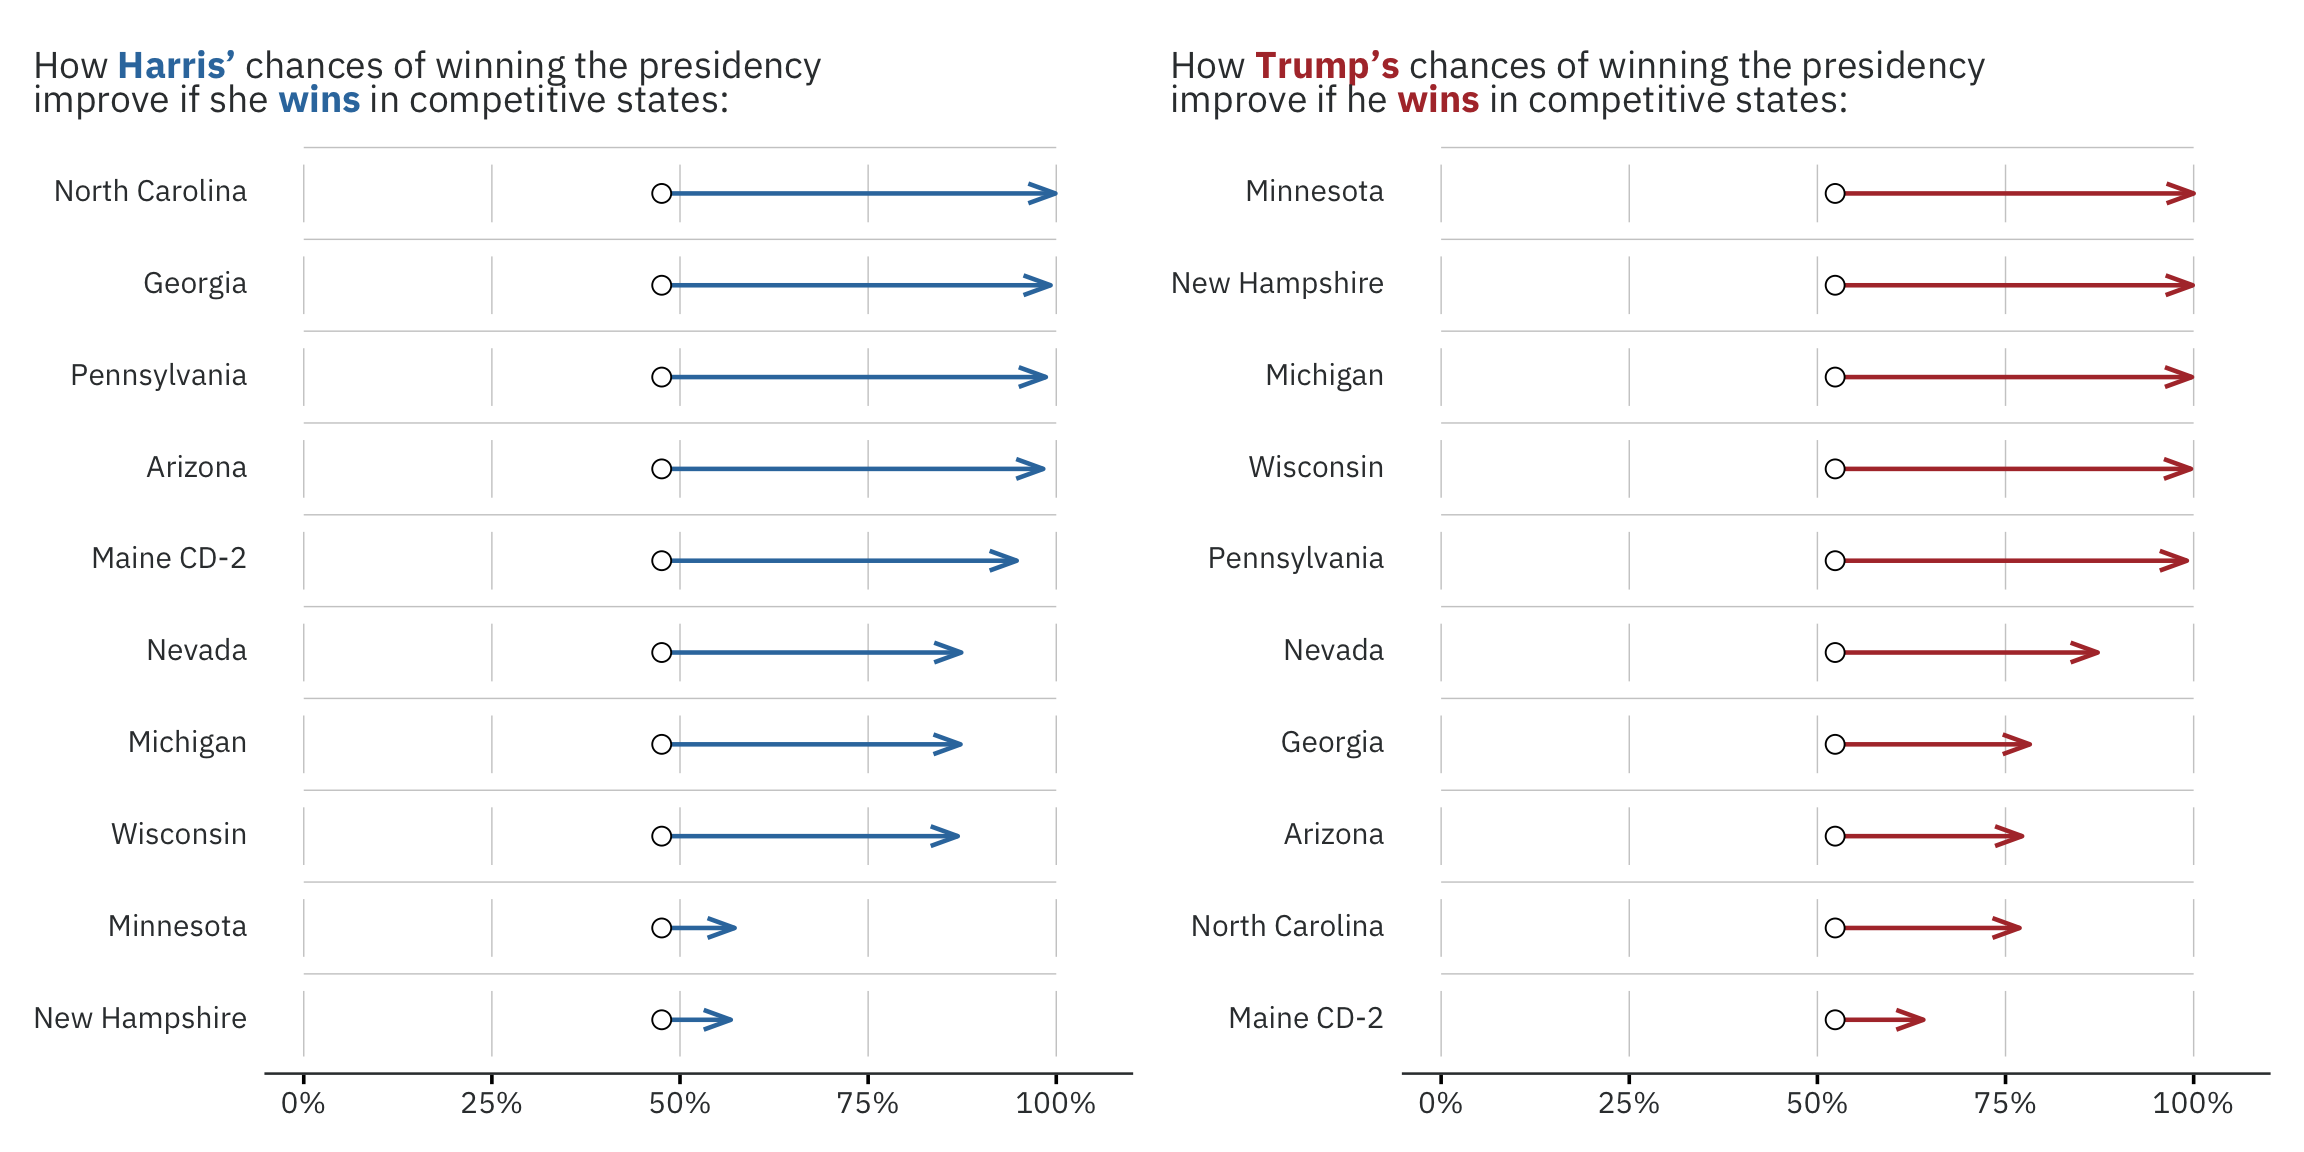 How Harris’ chances of winning the presidency
improve if she wins in competitive states:
North Carolina
Georgia
Pennsylvania
Arizona
Maine CD-2
Nevada
Michigan
Wisconsin
Minnesota
New Hampshire
0% 25% 50% 75% 100%
How Trump’s chances of winning the presidency
improve if he wins in competitive states:
Minnesota
New Hampshire
Michigan
Wisconsin
Pennsylvania
Nevada
Georgia
Arizona
North Carolina
Maine CD-2
0% 25% 50% 75% 100%